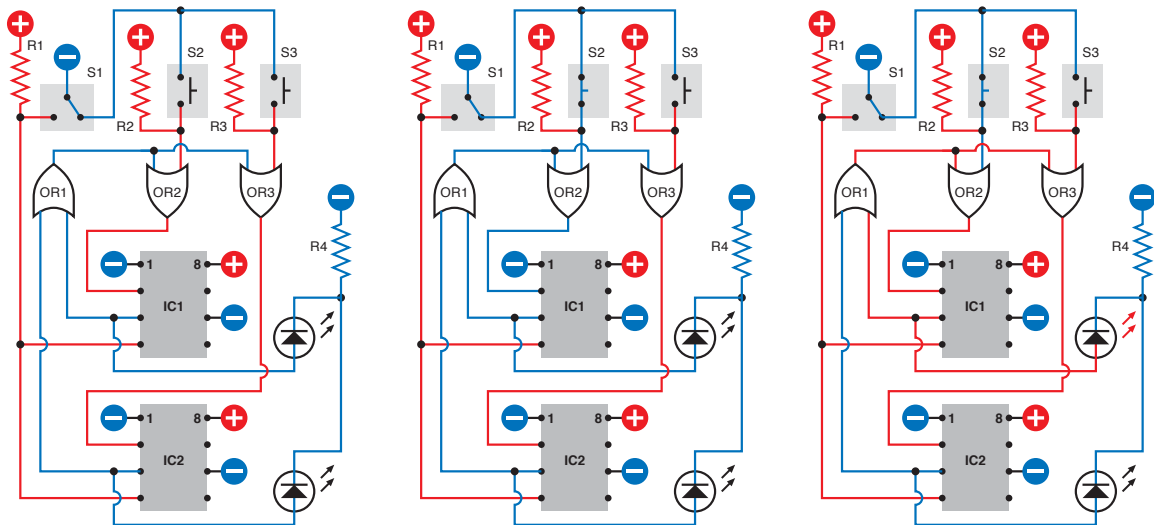 R1 S1 S2 S3
R2 R3
OR1 OR2 OR3
R4
1 8
IC1
1 8
IC2
R1 S1 S2 S3
R2 R3
OR1 OR2 OR3
R4
1 8
IC1
1 8
IC2
R1 S1 S2 S3
R2 R3
OR1 OR2 OR3
R4
1 8
IC1
1 8
IC2